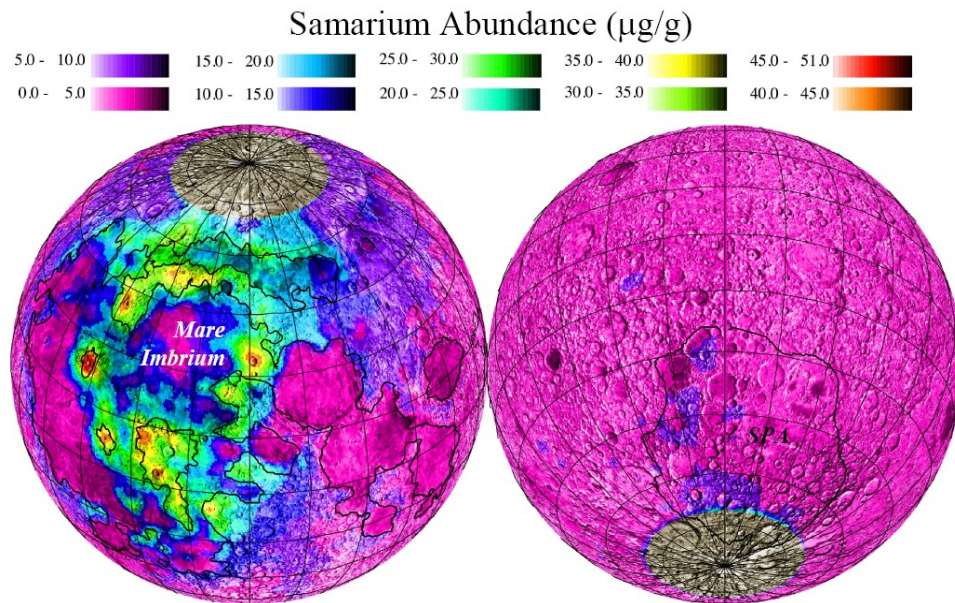 Samarium Abundance (μg/g)
5.0 - 10.0 15.0 - 20.0 25.0 - 30.0 35.0 - 40.0 45.0 - 51.0
0.0 - 5.0 10.0 - 15.0 20.0 - 25.0 30.0 - 35.0 40.0 - 45.0
Mare
Imbrium
SPA